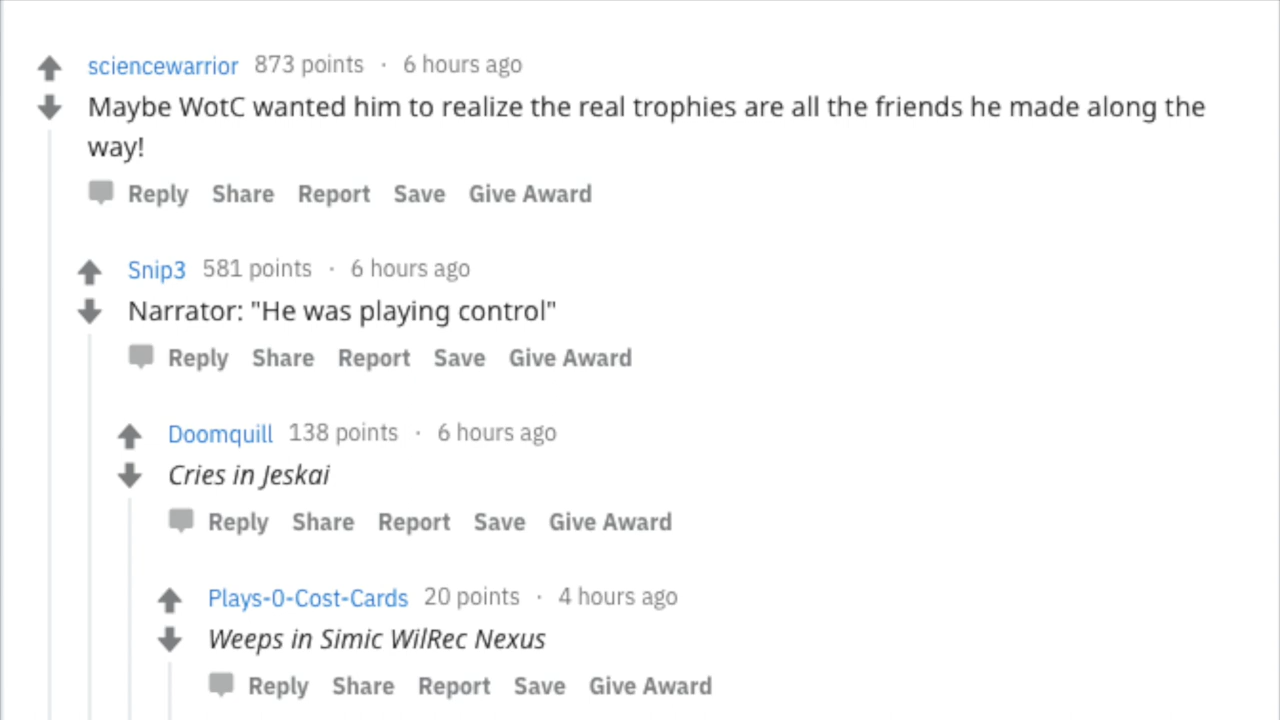 sciencewarrior 873 points · 6 hours ago
Maybe WotC wanted him to realize the real trophies are all the friends he made along the
way!
Reply Share Report Save Give Award
Snip3 581 points · 6 hours ago
Narrator: "He was playing control"
Reply Share Report Save Give Award
Doomquill 138 points · 6 hours ago
Cries in Jeskai
Reply Share Report Save Give Award
Plays-0-Cost-Cards 20 points · 4 hours ago
Weeps in Simic WilRec Nexus
Reply Share Report Save Give Award